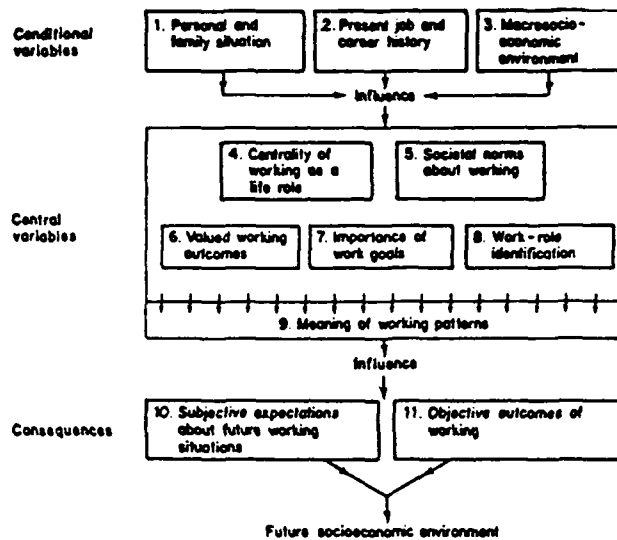 Conditional
variables
1. Personal and
family situation
2. Present job and
career history
3. Macrosocio-
economic
environment
Influence
Central
variables
4. Centrality of
working as a
life role
5. Societal norms
about working
6. Valued working
outcomes
7. Importance of
work goals
8. Work-role
identification
9. Meaning of working patterns
Influence
Consequences
10. Subjective expectations
about future working
situations
11. Objective outcomes of
working
Future socioeconomic environment